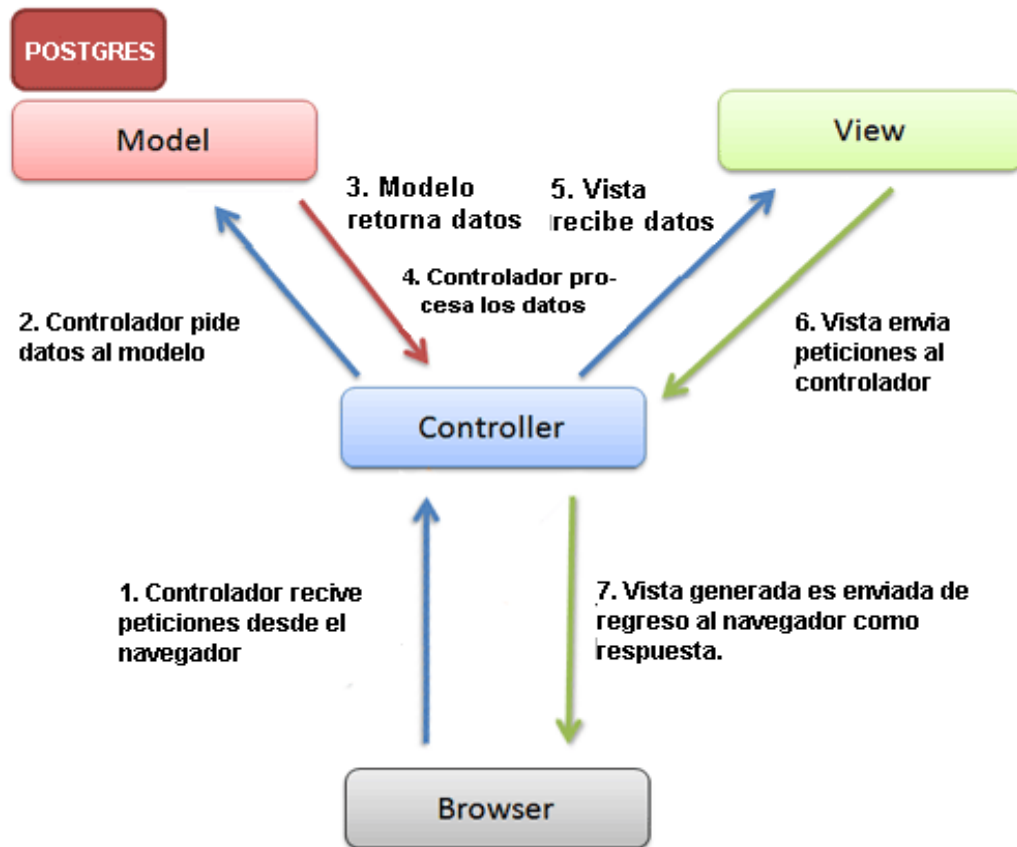 POSTGRES
Model
View
3. Modelo
retorna datos
5. Vista
recibe datos
4. Controlador pro-
cesa los datos
2. Controlador pide
datos al modelo
6. Vista envia
peticiones al
controlador
Controller
1. Controlador recive
peticiones desde el
navegador
7. Vista generada es enviada de
regreso al navegador como
respuesta.
Browser